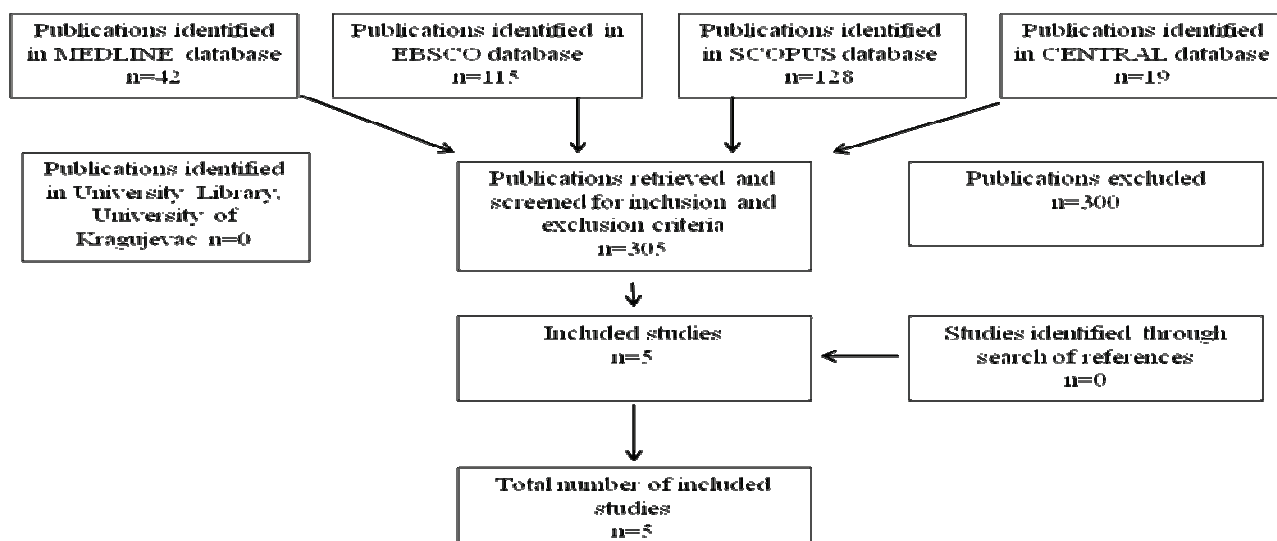 Publications identified
in MEDLINE database
n=42
Publications identified in
EBSCO database
n=115
Publications identified
in SCOPUS database
n=128
Publications identified
in CENTRAL database
n=19
Publications identified
in University Library,
University of
Kragujevac n=0
Publications retrieved and
screened for inclusion and
exclusion criteria
n=305
Publications excluded
n=300
Included studies
n=5
Studies identified through
search of references
n=0
Total number of included
studies
n=5